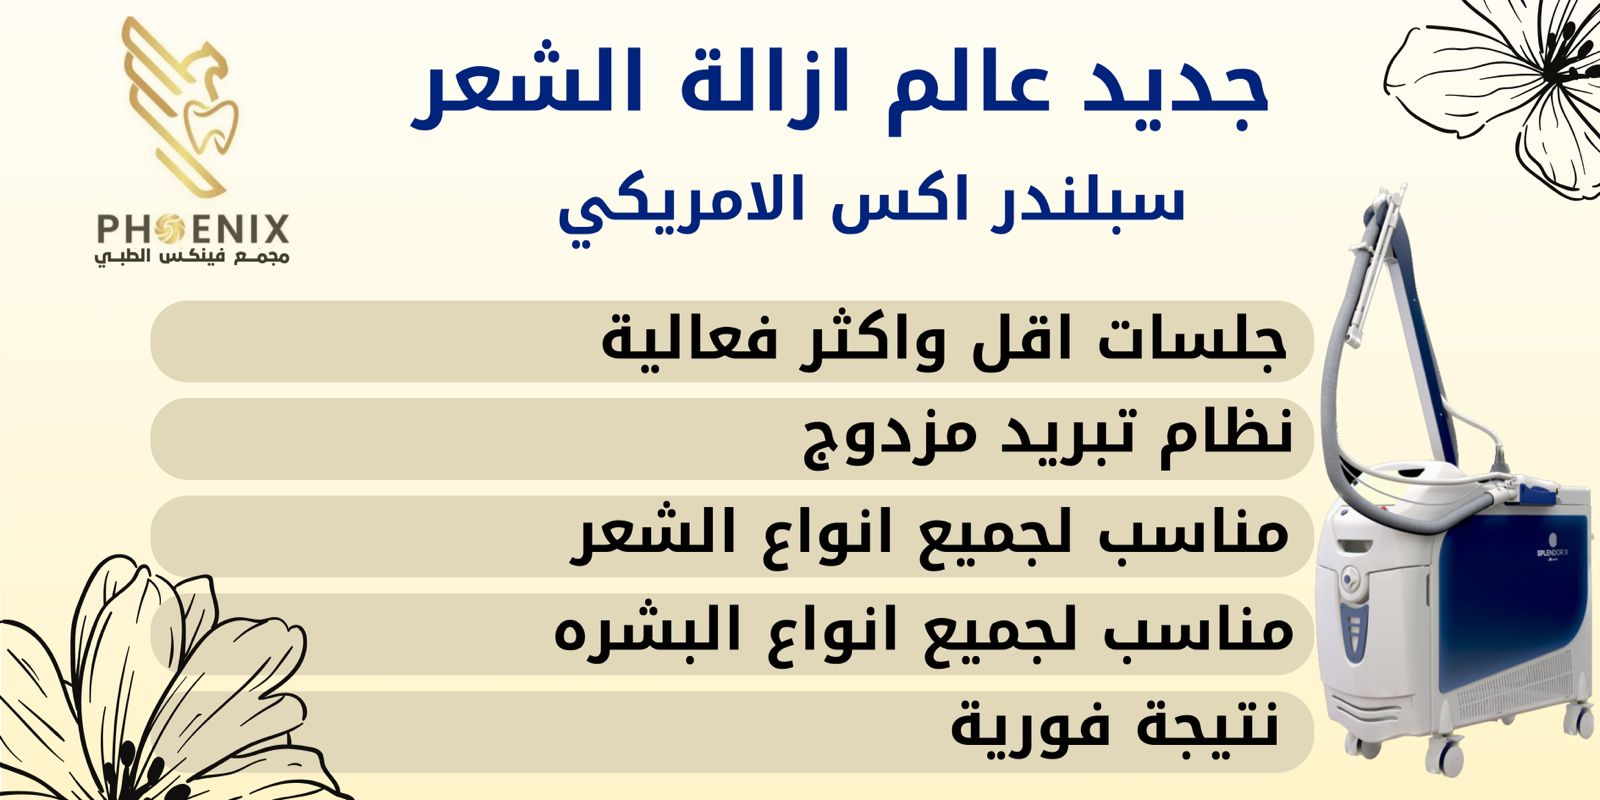 جديد عالم ازالة الشعر
سبلندر اكس الامريكي
PHOENIX
مجمع فينكس الطبي
جلسات اقل واكثر فعالية
نظام تبريد مزدوج
مناسب لجميع انواع الشعر
مناسب لجميع انواع البشره
نتيجة فورية
SPLENDOR X